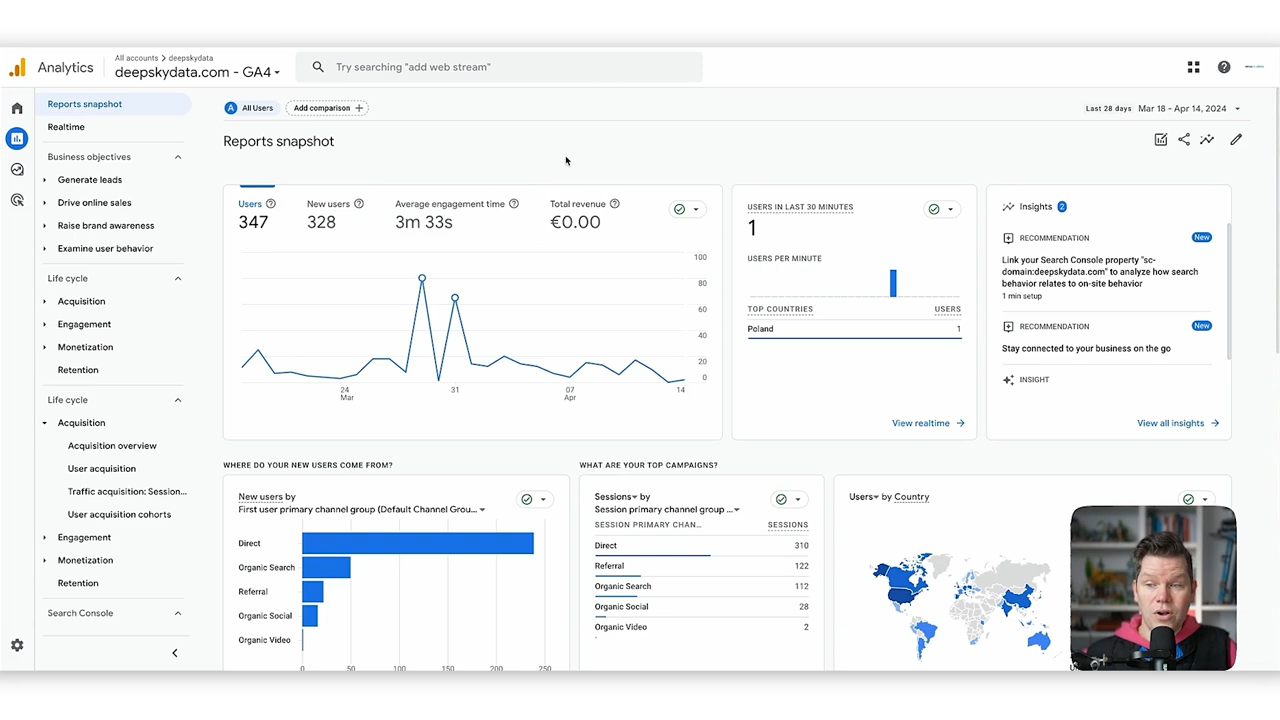 Analytics
All accounts > deepskydata
deepskydata.com - GA4
Try searching "add web stream"
Reports snapshot
Realtime
Business objectives
Generate leads
Drive online sales
Raise brand awareness
Examine user behavior
Life cycle
Acquisition
Engagement
Monetization
Retention
Life cycle
Acquisition
Acquisition overview
User acquisition
Traffic acquisition: Session...
User acquisition cohorts
Engagement
Monetization
Retention
Search Console
A All Users
Add comparison +
Last 28 days Mar 18 - Apr 14, 2024
Reports snapshot
Users
347
New users
328
Average engagement time
3m 33s
Total revenue
€0.00
100
80
60
40
20
0
24
Mar
31
07
Apr
14
USERS IN LAST 30 MINUTES
1
USERS PER MINUTE
TOP COUNTRIES USERS
Poland 1
View realtime
Insights 2
RECOMMENDATION New
Link your Search Console property "sc-
domain:deepskydata.com" to analyze how search
behavior relates to on-site behavior
1 min setup
RECOMMENDATION New
Stay connected to your business on the go
INSIGHT
View all insights
WHERE DO YOUR NEW USERS COME FROM?
New users by
First user primary channel group (Default Channel Grou...
Direct
Organic Search
Referral
Organic Social
Organic Video
0 50 100 150 200 250
WHAT ARE YOUR TOP CAMPAIGNS?
Sessions by
Session primary channel group ...
SESSION PRIMARY CHAN... SESSIONS
Direct 310
Referral 122
Organic Search 112
Organic Social 28
Organic Video 2
Users by Country